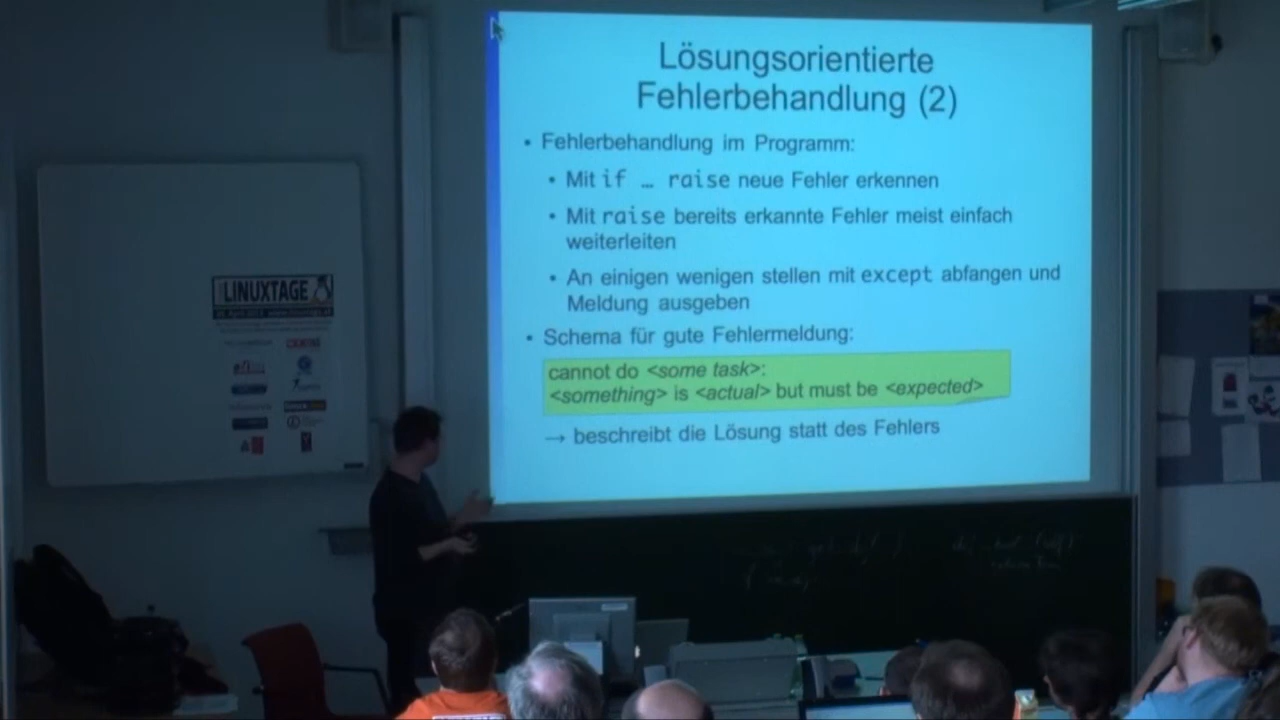 Lösungsorientierte
Fehlerbehandlung (2)
• Fehlerbehandlung im Programm:
• Mit if … raise neue Fehler erkennen
• Mit raise bereits erkannte Fehler meist einfach
weiterleiten
• An einigen wenigen stellen mit except abfangen und
Meldung ausgeben
• Schema für gute Fehlermeldung:
cannot do <some task>:
<something> is <actual> but must be <expected>
→ beschreibt die Lösung statt des Fehlers
LINUXTAGE